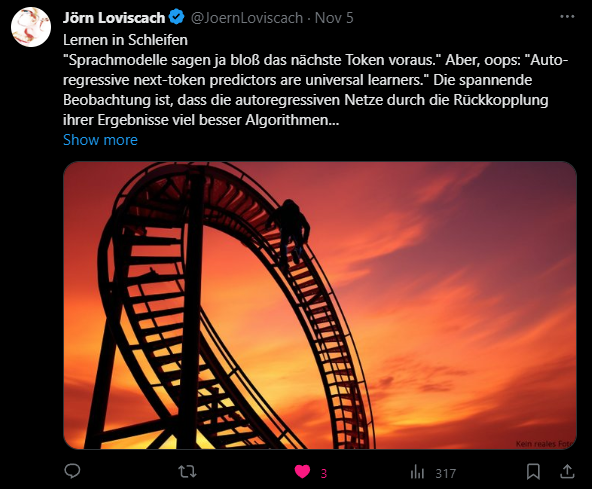 Jörn Loviscach @JoernLoviscach · Nov 5
Lernen in Schleifen
"Sprachmodelle sagen ja bloß das nächste Token voraus." Aber, oops: "Auto-
regressive next-token predictors are universal learners." Die spannende
Beobachtung ist, dass die autoregressiven Netze durch die Rückkopplung
ihrer Ergebnisse viel besser Algorithmen...
Show more
Kein reales Foto
3 317